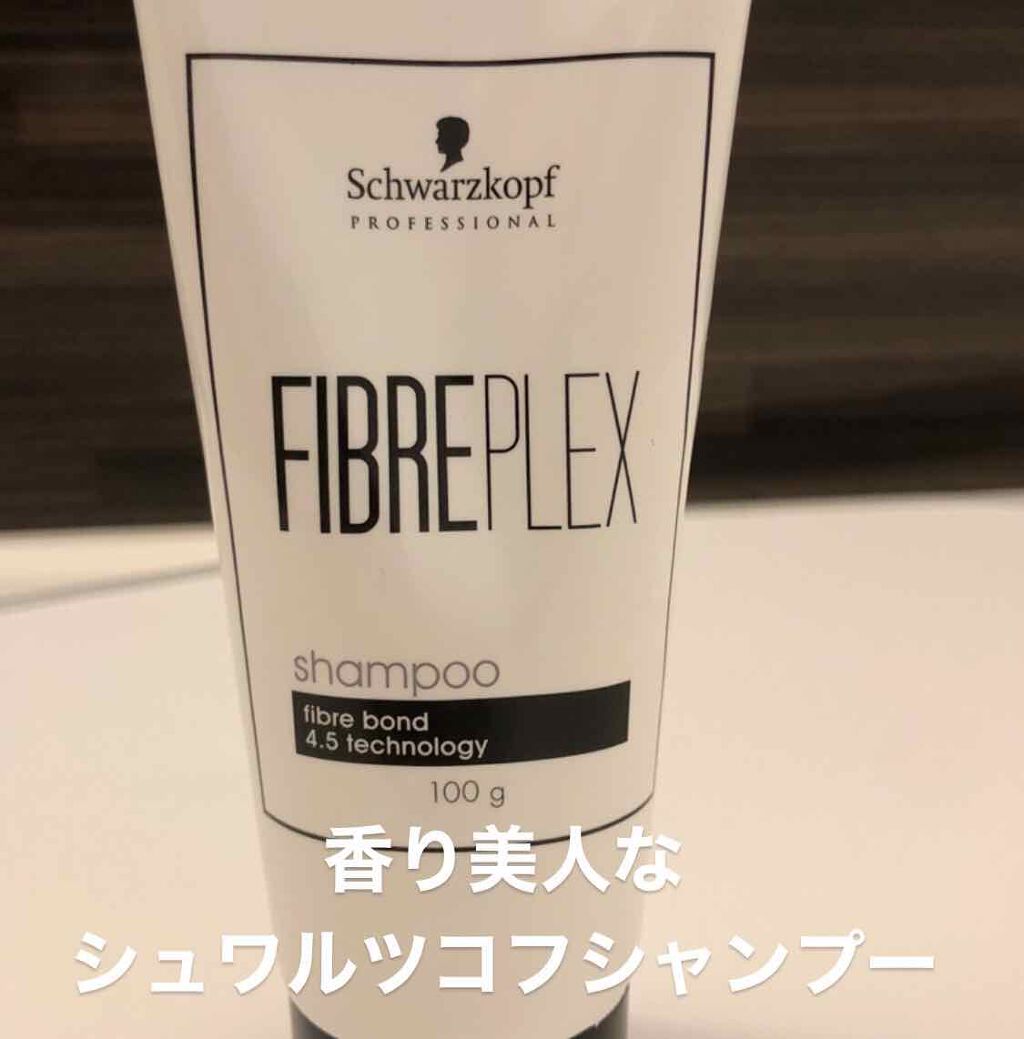 Schwarzkopf
PROFESSIONAL
FIBREPLEX
shampoo
fibre bond
4.5 technology
100 g
香り美人な
シュワルツコフシャンプー